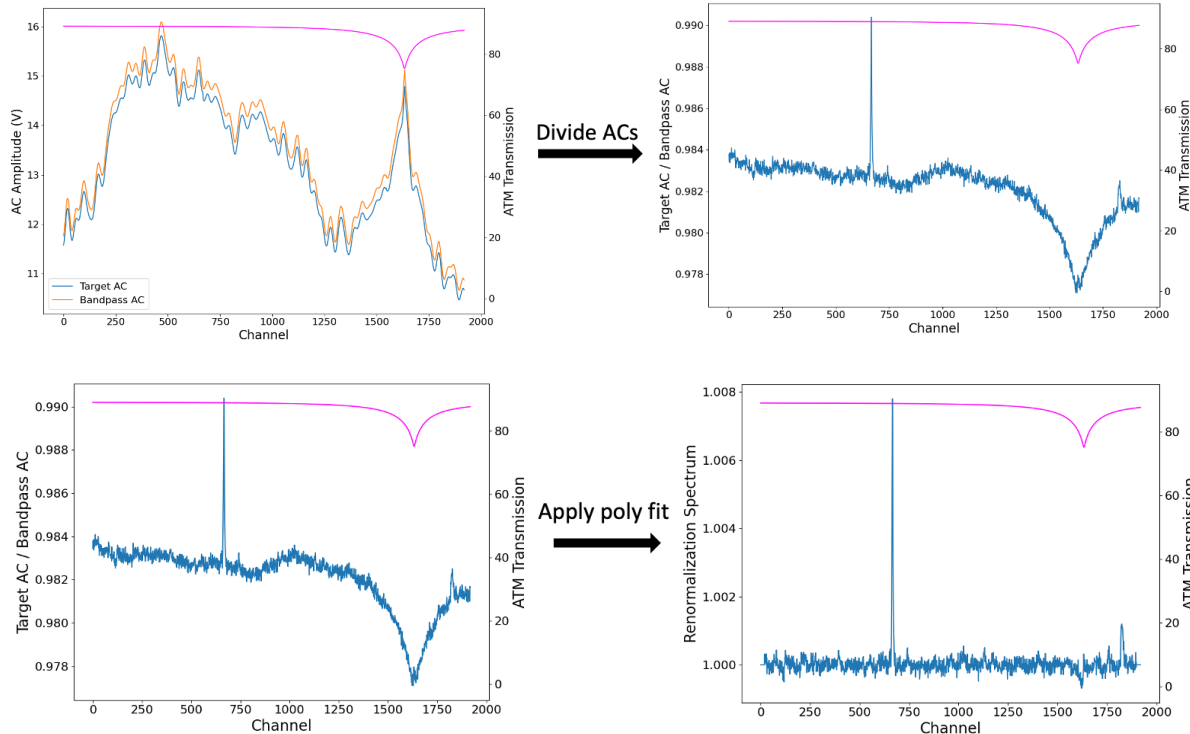 16
15
14
13
12
11
AC Amplitude (V)
80
60
40
20
0
ATM Transmission
Target AC
Bandpass AC
0 250 500 750 1000 1250 1500 1750 2000
Channel
Divide ACs
0.990
0.988
0.986
0.984
0.982
0.980
0.978
Target AC / Bandpass AC
80
60
40
20
0
ATM Transmission
0 250 500 750 1000 1250 1500 1750 2000
Channel
0.990
0.988
0.986
0.984
0.982
0.980
0.978
Target AC / Bandpass AC
80
60
40
20
0
ATM Transmission
0 250 500 750 1000 1250 1500 1750 2000
Channel
Apply poly fit
1.008
1.006
1.004
1.002
1.000
Renormalization Spectrum
80
60
40
20
0
ATM Transmission
0 250 500 750 1000 1250 1500 1750 2000
Channel